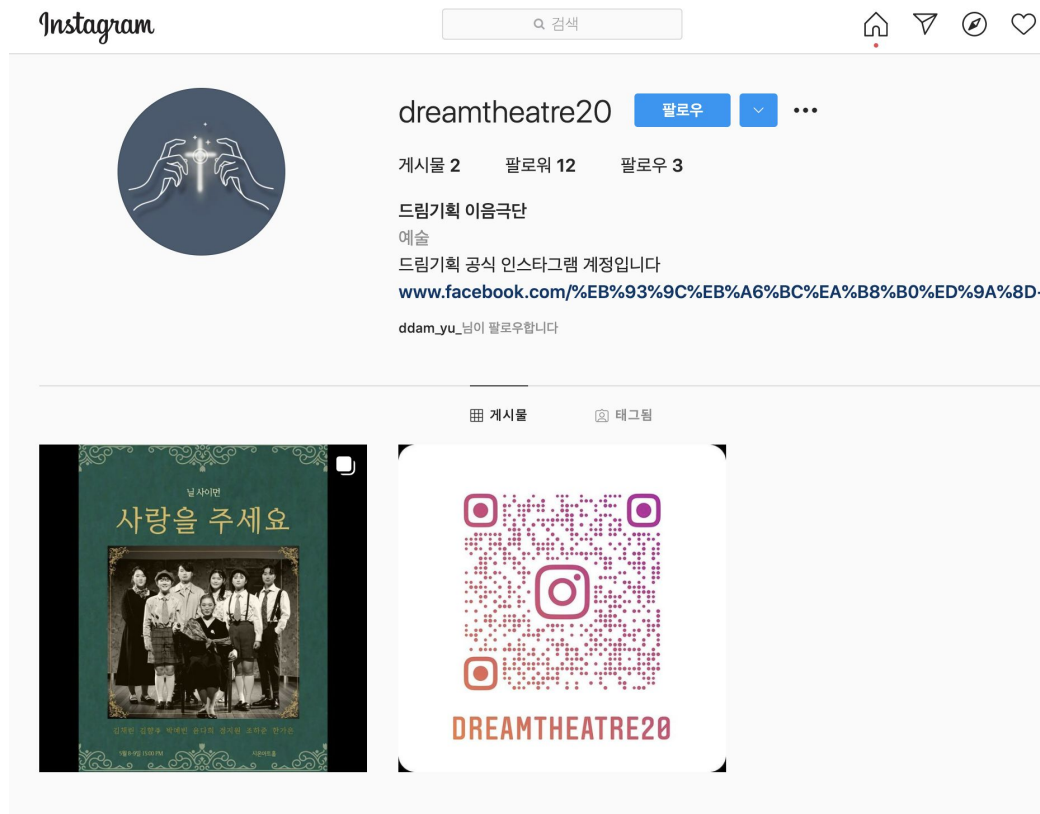 Instagram
검색
dreamtheatre20
팔로우
게시물 2 팔로워 12 팔로우 3
드림기획 이음극단
예술
드림기획 공식 인스타그램 계정입니다
www.facebook.com/%EB%93%9C%EB%A6%BC%EA%B8%B0%ED%9A%8D-
ddam_yu_님이 팔로우합니다
게시물 태그됨
닐 사이먼
사랑을 주세요
DREAMTHEATRE20